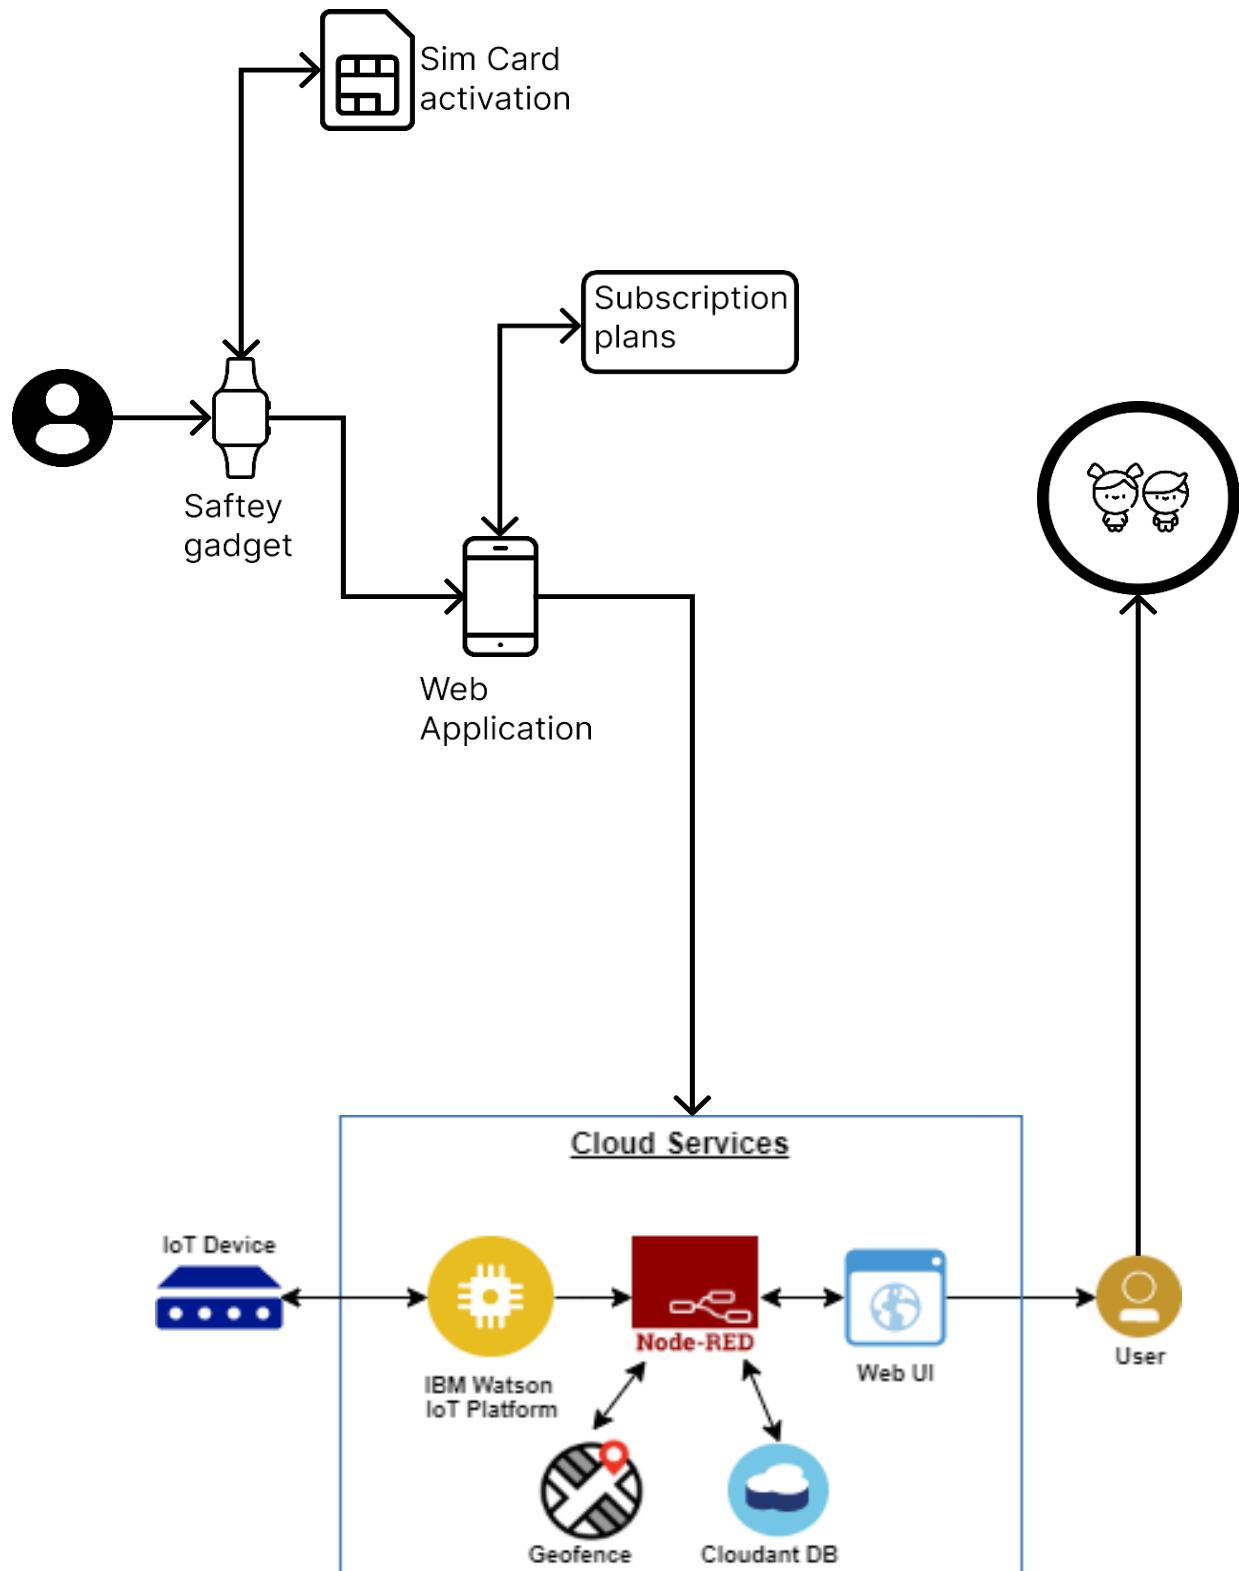 Sim Card
activation
Subscription
plans
Saftey
gadget
Web
Application
Cloud Services
IoT Device
Node-RED
IBM Watson
IoT Platform
Web UI
User
Geofence
Cloudant DB